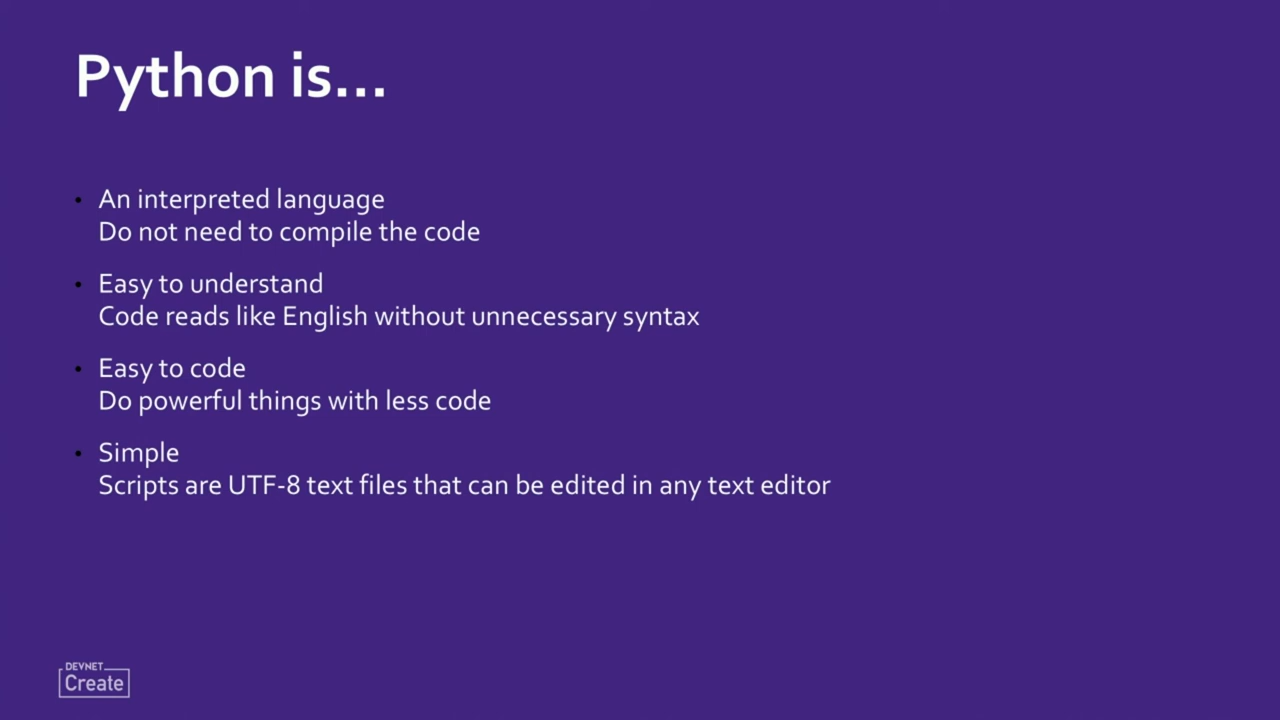 Python is...
• An interpreted language
Do not need to compile the code
• Easy to understand
Code reads like English without unnecessary syntax
• Easy to code
Do powerful things with less code
• Simple
Scripts are UTF-8 text files that can be edited in any text editor
DEVNET
Create